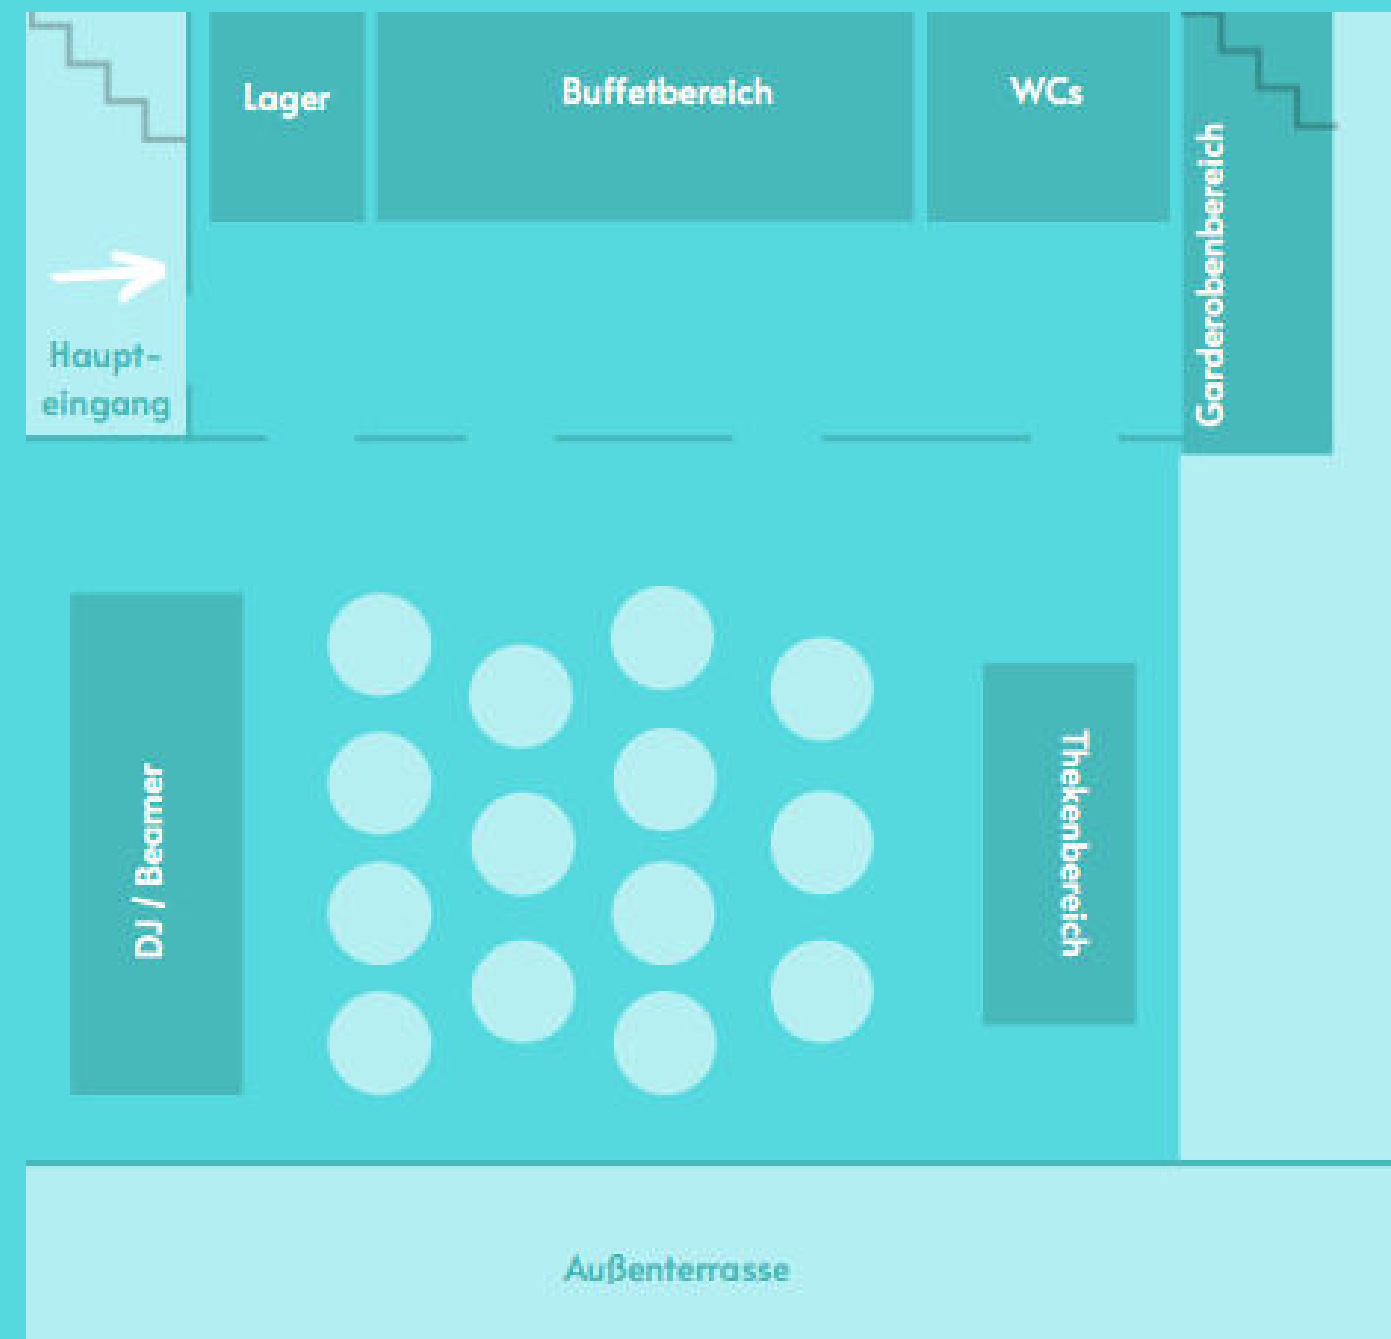 Lager
Buffetbereich
WCs
Garderobenbereich
Haupt-
eingang
DJ / Beamer
Thekenbereich
Außenterrasse